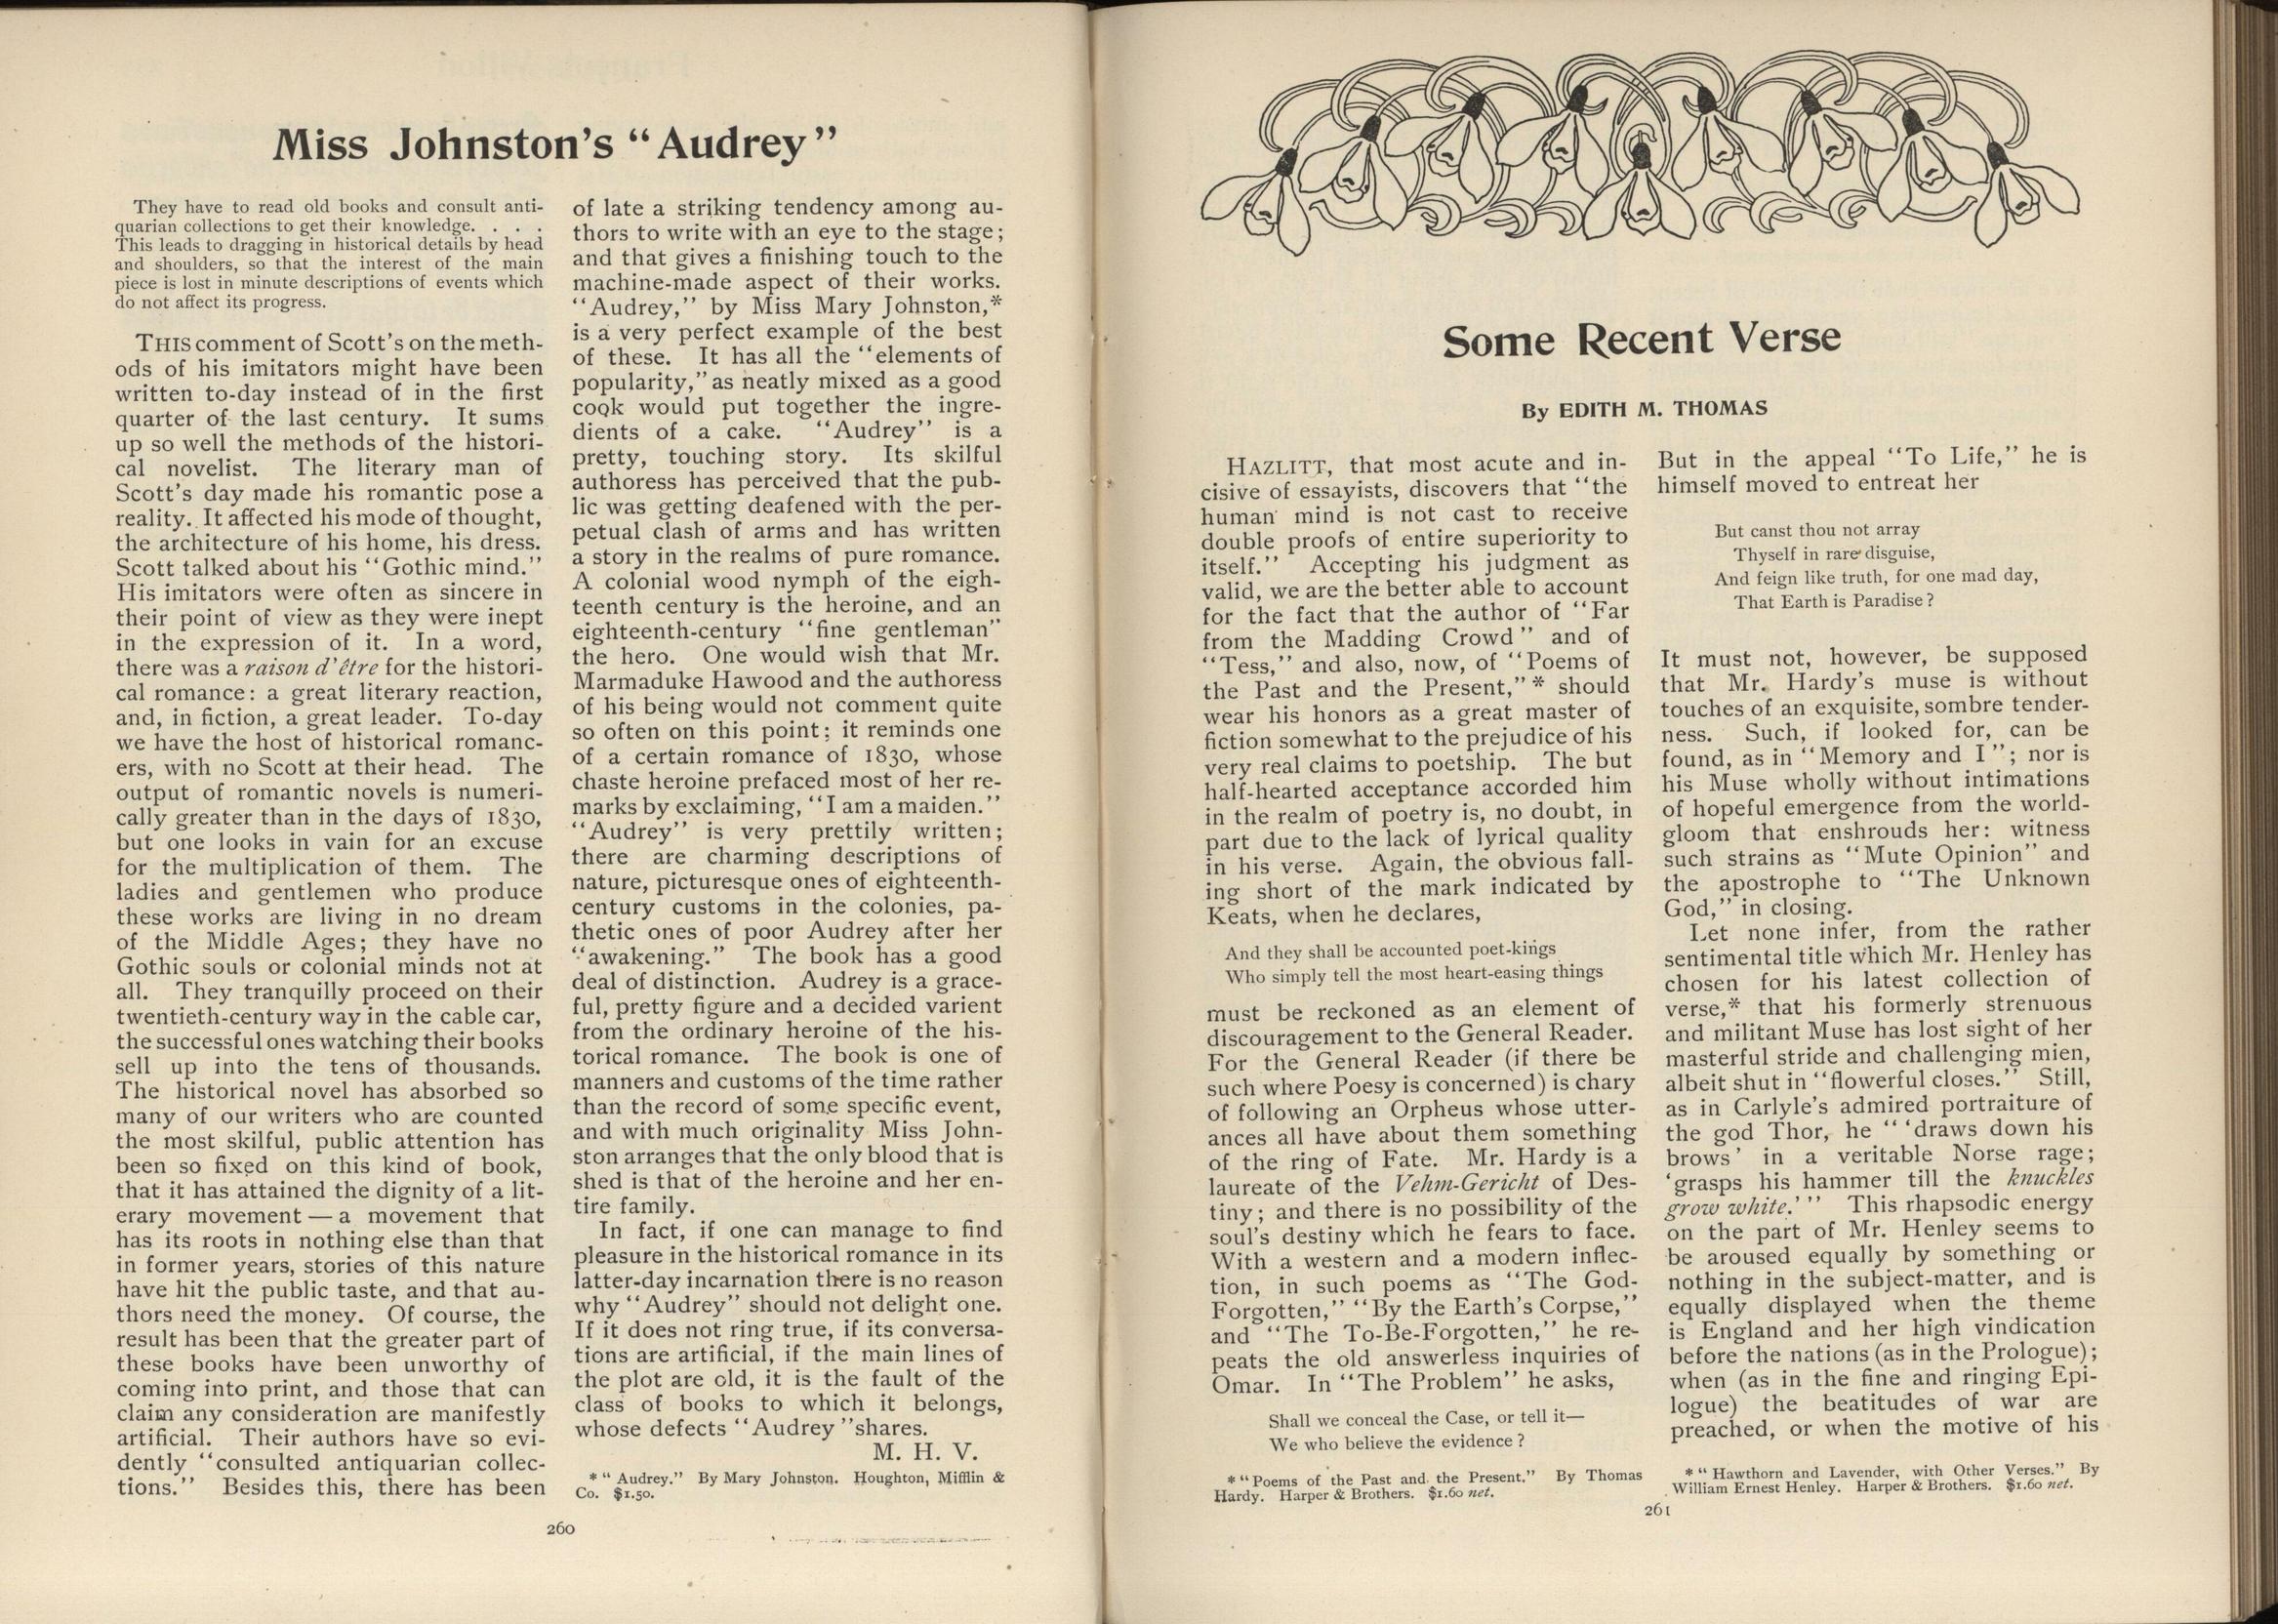 Miss Johnston's "Audrey"
They have to read old books and consult anti-
quarian collections to get their knowledge. . . .
This leads to dragging in historical details by head
and shoulders, so that the interest of the main
piece is lost in minute descriptions of events which
do not affect its progress.
THIS comment of Scott's on the meth-
ods of his imitators might have been
written to-day instead of in the first
quarter of the last century. It sums
up so well the methods of the histori-
cal novelist. The literary man of
Scott's day made his romantic pose a
reality. It affected his mode of thought,
the architecture of his home, his dress.
Scott talked about his "Gothic mind."
His imitators were often as sincere in
their point of view as they were inept
in the expression of it. In a word,
there was a raison d'être for the histori-
cal romance: a great literary reaction,
and, in fiction, a great leader. To-day
we have the host of historical romanc-
ers, with no Scott at their head. The
output of romantic novels is numeri-
cally greater than in the days of 1830,
but one looks in vain for an excuse
for the multiplication of them. The
ladies and gentlemen who produce
these works are living in no dream
of the Middle Ages; they have no
Gothic souls or colonial minds not at
all. They tranquilly proceed on their
twentieth-century way in the cable car,
the successful ones watching their books
sell up into the tens of thousands.
The historical novel has absorbed so
many of our writers who are counted
the most skilful, public attention has
been so fixed on this kind of book,
that it has attained the dignity of a lit-
erary movement — a movement that
has its roots in nothing else than that
in former years, stories of this nature
have hit the public taste, and that au-
thors need the money. Of course, the
result has been that the greater part of
these books have been unworthy of
coming into print, and those that can
claim any consideration are manifestly
artificial. Their authors have so evi-
dently "consulted antiquarian collec-
tions." Besides this, there has been
of late a striking tendency among au-
thors to write with an eye to the stage;
and that gives a finishing touch to the
machine-made aspect of their works.
"Audrey," by Miss Mary Johnston,*
is a very perfect example of the best
of these. It has all the "elements of
popularity," as neatly mixed as a good
cook would put together the ingre-
dients of a cake. "Audrey" is a
pretty, touching story. Its skilful
authoress has perceived that the pub-
lic was getting deafened with the per-
petual clash of arms and has written
a story in the realms of pure romance.
A colonial wood nymph of the eigh-
teenth century is the heroine, and an
eighteenth-century "fine gentleman"
the hero. One would wish that Mr.
Marmaduke Hawood and the authoress
of his being would not comment quite
so often on this point; it reminds one
of a certain romance of 1830, whose
chaste heroine prefaced most of her re-
marks by exclaiming, "I am a maiden."
"Audrey" is very prettily written;
there are charming descriptions of
nature, picturesque ones of eighteenth-
century customs in the colonies, pa-
thetic ones of poor Audrey after her
"awakening." The book has a good
deal of distinction. Audrey is a grace-
ful, pretty figure and a decided varient
from the ordinary heroine of the his-
torical romance. The book is one of
manners and customs of the time rather
than the record of some specific event,
and with much originality Miss John-
ston arranges that the only blood that is
shed is that of the heroine and her en-
tire family.
In fact, if one can manage to find
pleasure in the historical romance in its
latter-day incarnation there is no reason
why "Audrey" should not delight one.
If it does not ring true, if its conversa-
tions are artificial, if the main lines of
the plot are old, it is the fault of the
class of books to which it belongs,
whose defects "Audrey" shares.
M. H. V.
* "Audrey." By Mary Johnston. Houghton, Mifflin &
Co. $1.50.
260
Some Recent Verse
By EDITH M. THOMAS
HAZLITT, that most acute and in-
cisive of essayists, discovers that "the
human mind is not cast to receive
double proofs of entire superiority to
itself." Accepting his judgment as
valid, we are the better able to account
for the fact that the author of "Far
from the Madding Crowd" and of
"Tess," and also, now, of "Poems of
the Past and the Present,"* should
wear his honors as a great master of
fiction somewhat to the prejudice of his
very real claims to poetship. The but
half-hearted acceptance accorded him
in the realm of poetry is, no doubt, in
part due to the lack of lyrical quality
in his verse. Again, the obvious fall-
ing short of the mark indicated by
Keats, when he declares,
And they shall be accounted poet-kings
Who simply tell the most heart-easing things
must be reckoned as an element of
discouragement to the General Reader.
For the General Reader (if there be
such where Poesy is concerned) is chary
of following an Orpheus whose utter-
ances all have about them something
of the ring of Fate. Mr. Hardy is a
laureate of the Vehm-Gericht of Des-
tiny; and there is no possibility of the
soul's destiny which he fears to face.
With a western and a modern inflec-
tion, in such poems as "The God-
Forgotten," "By the Earth's Corpse,"
and "The To-Be-Forgotten," he re-
peats the old answerless inquiries of
Omar. In "The Problem" he asks,
Shall we conceal the Case, or tell it—
We who believe the evidence?
* "Poems of the Past and the Present." By Thomas
Hardy. Harper & Brothers. $1.60 net.
But in the appeal "To Life," he is
himself moved to entreat her
But canst thou not array
Thyself in rare disguise,
And feign like truth, for one mad day,
That Earth is Paradise?
It must not, however, be supposed
that Mr. Hardy's muse is without
touches of an exquisite, sombre tender-
ness. Such, if looked for, can be
found, as in "Memory and I"; nor is
his Muse wholly without intimations
of hopeful emergence from the world-
gloom that enshrouds her: witness
such strains as "Mute Opinion" and
the apostrophe to "The Unknown
God," in closing.
Let none infer, from the rather
sentimental title which Mr. Henley has
chosen for his latest collection of
verse,* that his formerly strenuous
and militant Muse has lost sight of her
masterful stride and challenging mien,
albeit shut in "flowerful closes." Still,
as in Carlyle's admired portraiture of
the god Thor, he "'draws down his
brows' in a veritable Norse rage;
'grasps his hammer till the knuckles
grow white.'" This rhapsodic energy
on the part of Mr. Henley seems to
be aroused equally by something or
nothing in the subject-matter, and is
equally displayed when the theme
is England and her high vindication
before the nations (as in the Prologue);
when (as in the fine and ringing Epi-
logue) the beatitudes of war are
preached, or when the motive of his
* "Hawthorn and Lavender, with Other Verses." By
William Ernest Henley. Harper & Brothers. $1.60 net.
261